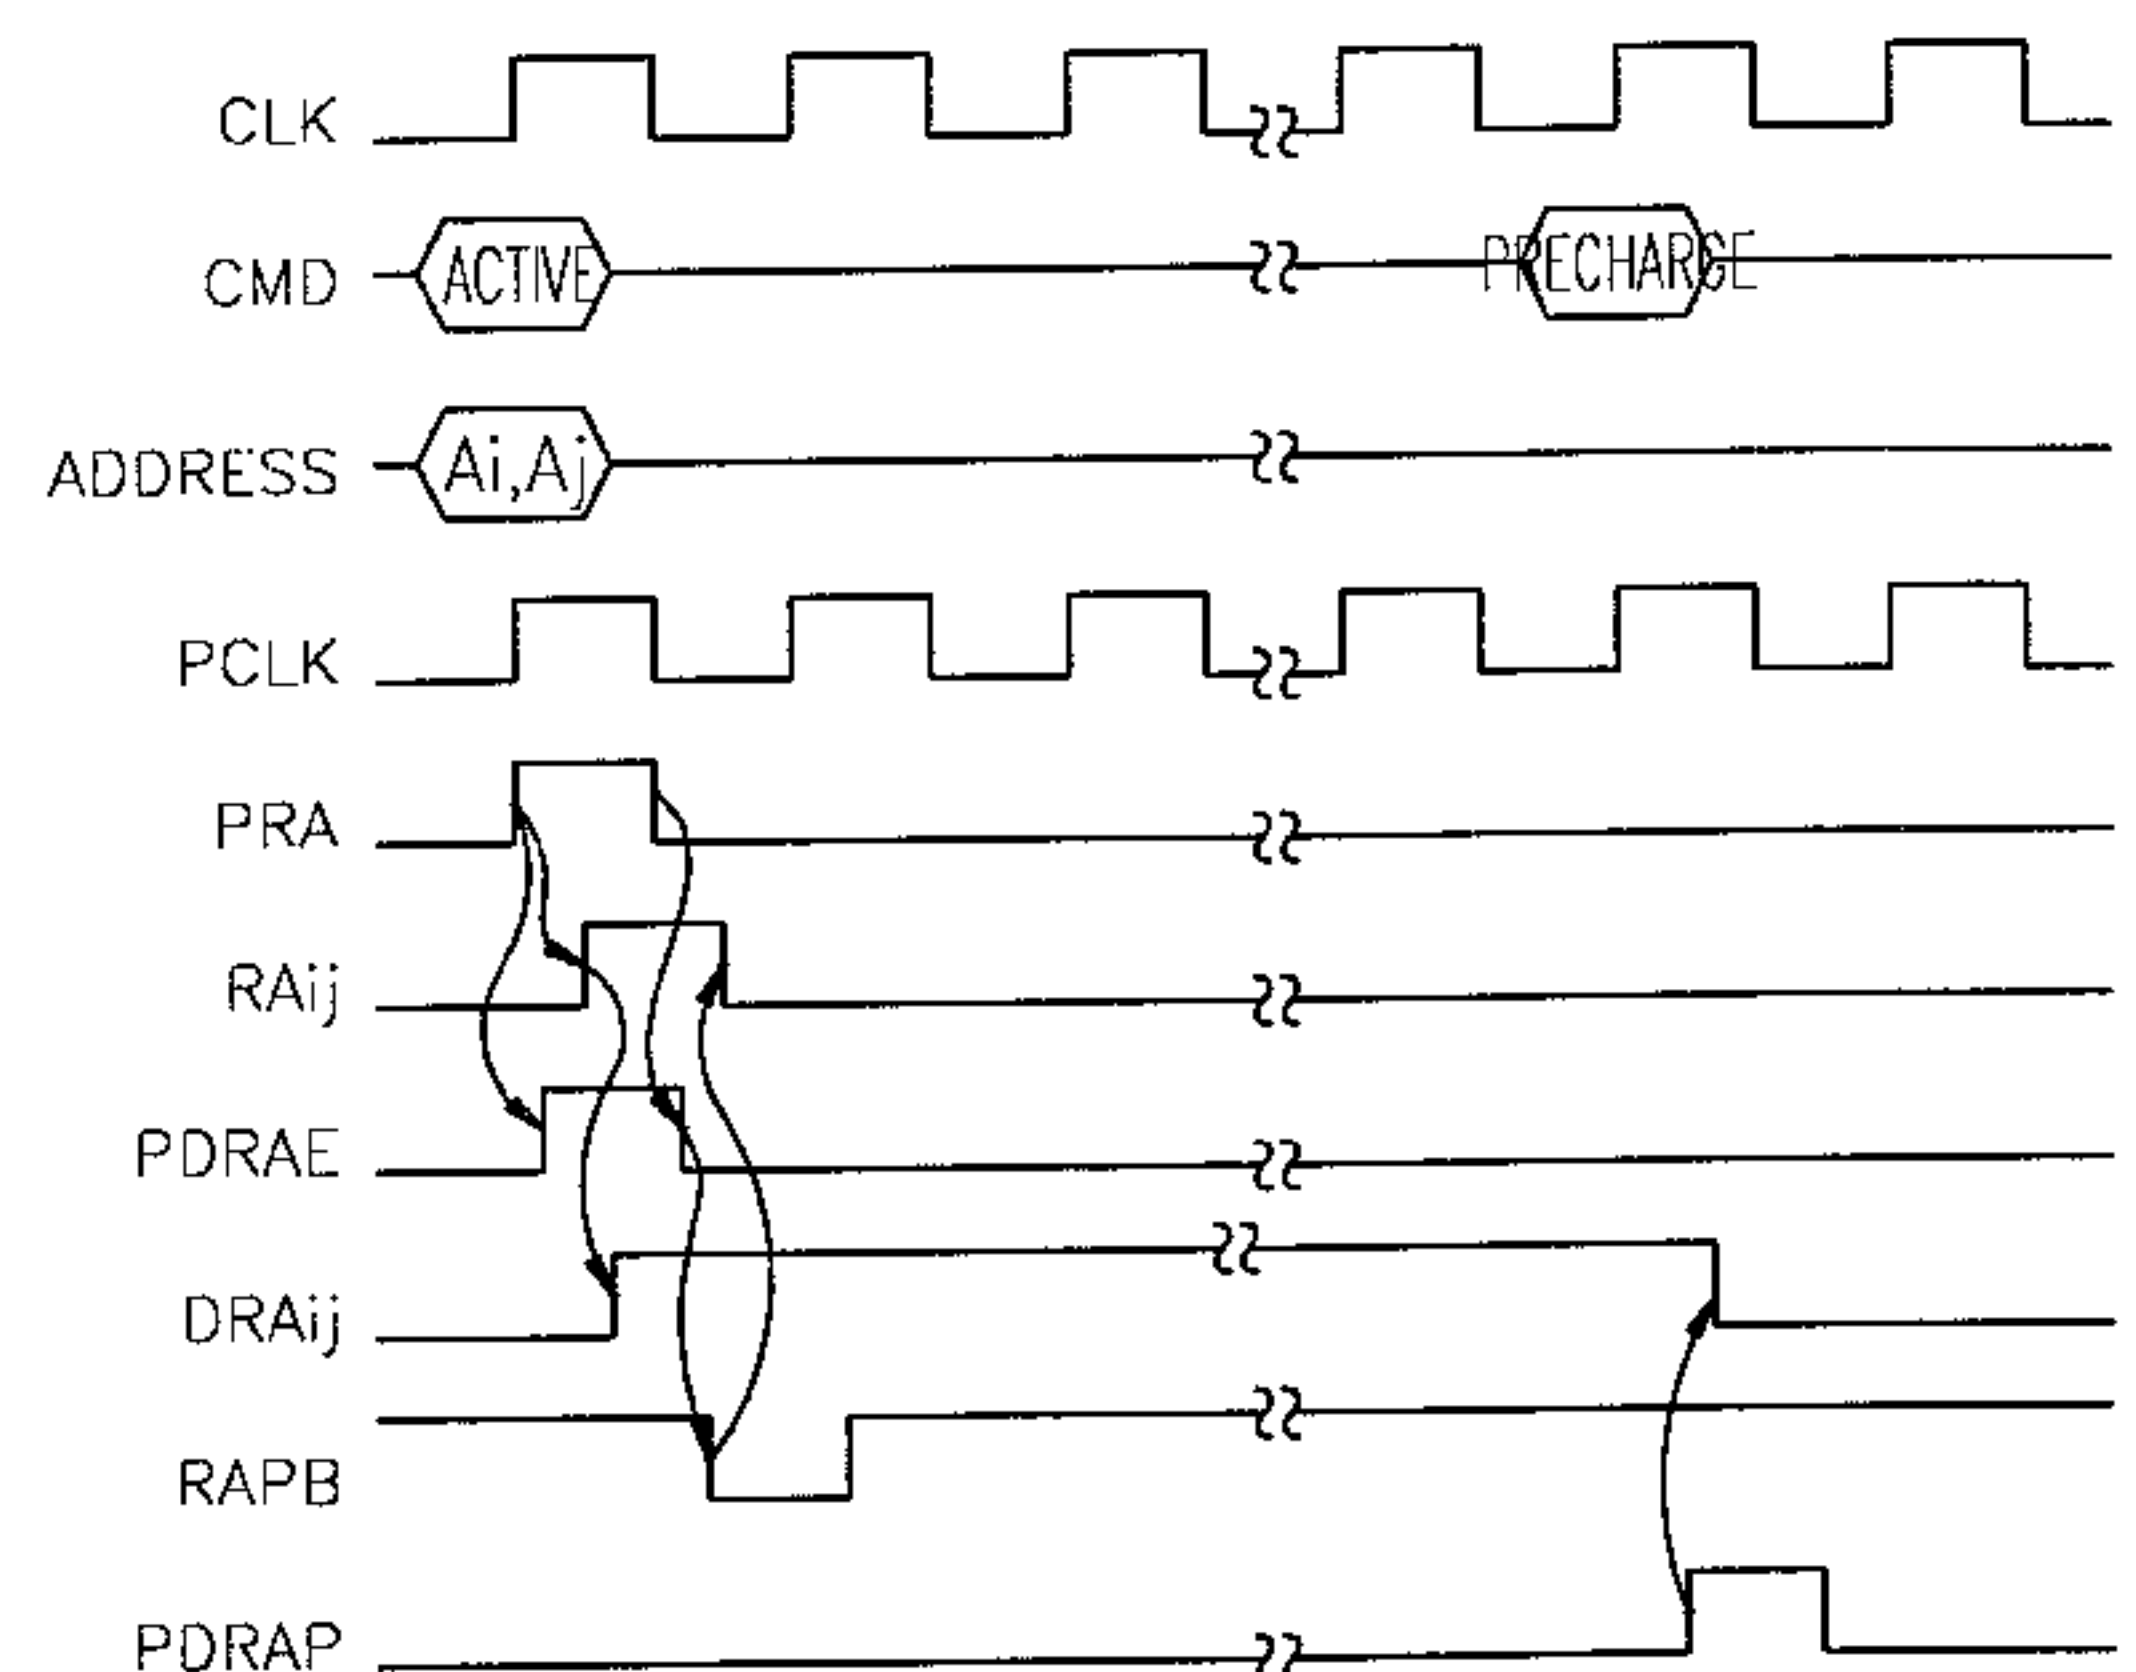 CLK
CMD ACTIVE PRECHARGE
ADDRESS Ai,Aj
PCLK
PRA
RAij
PDRAE
DRAij
RAPB
PDRAP